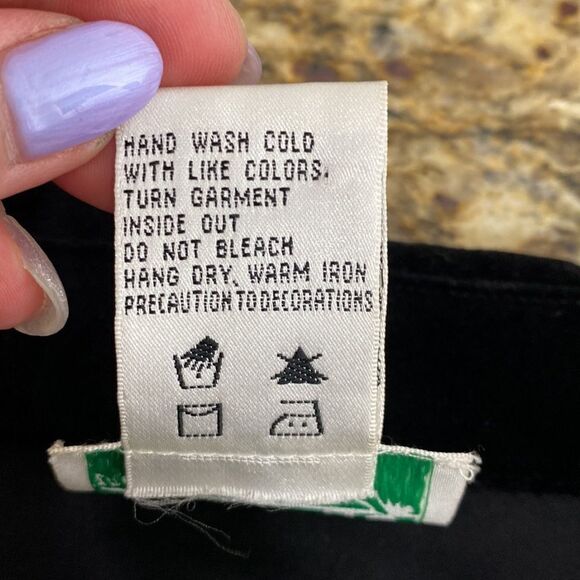 HAND WASH COLD
WITH LIKE COLORS.
TURN GARMENT
INSIDE OUT
DO NOT BLEACH
HANG DRY, WARM IRON
PRECAUTION TO DECORATIONS